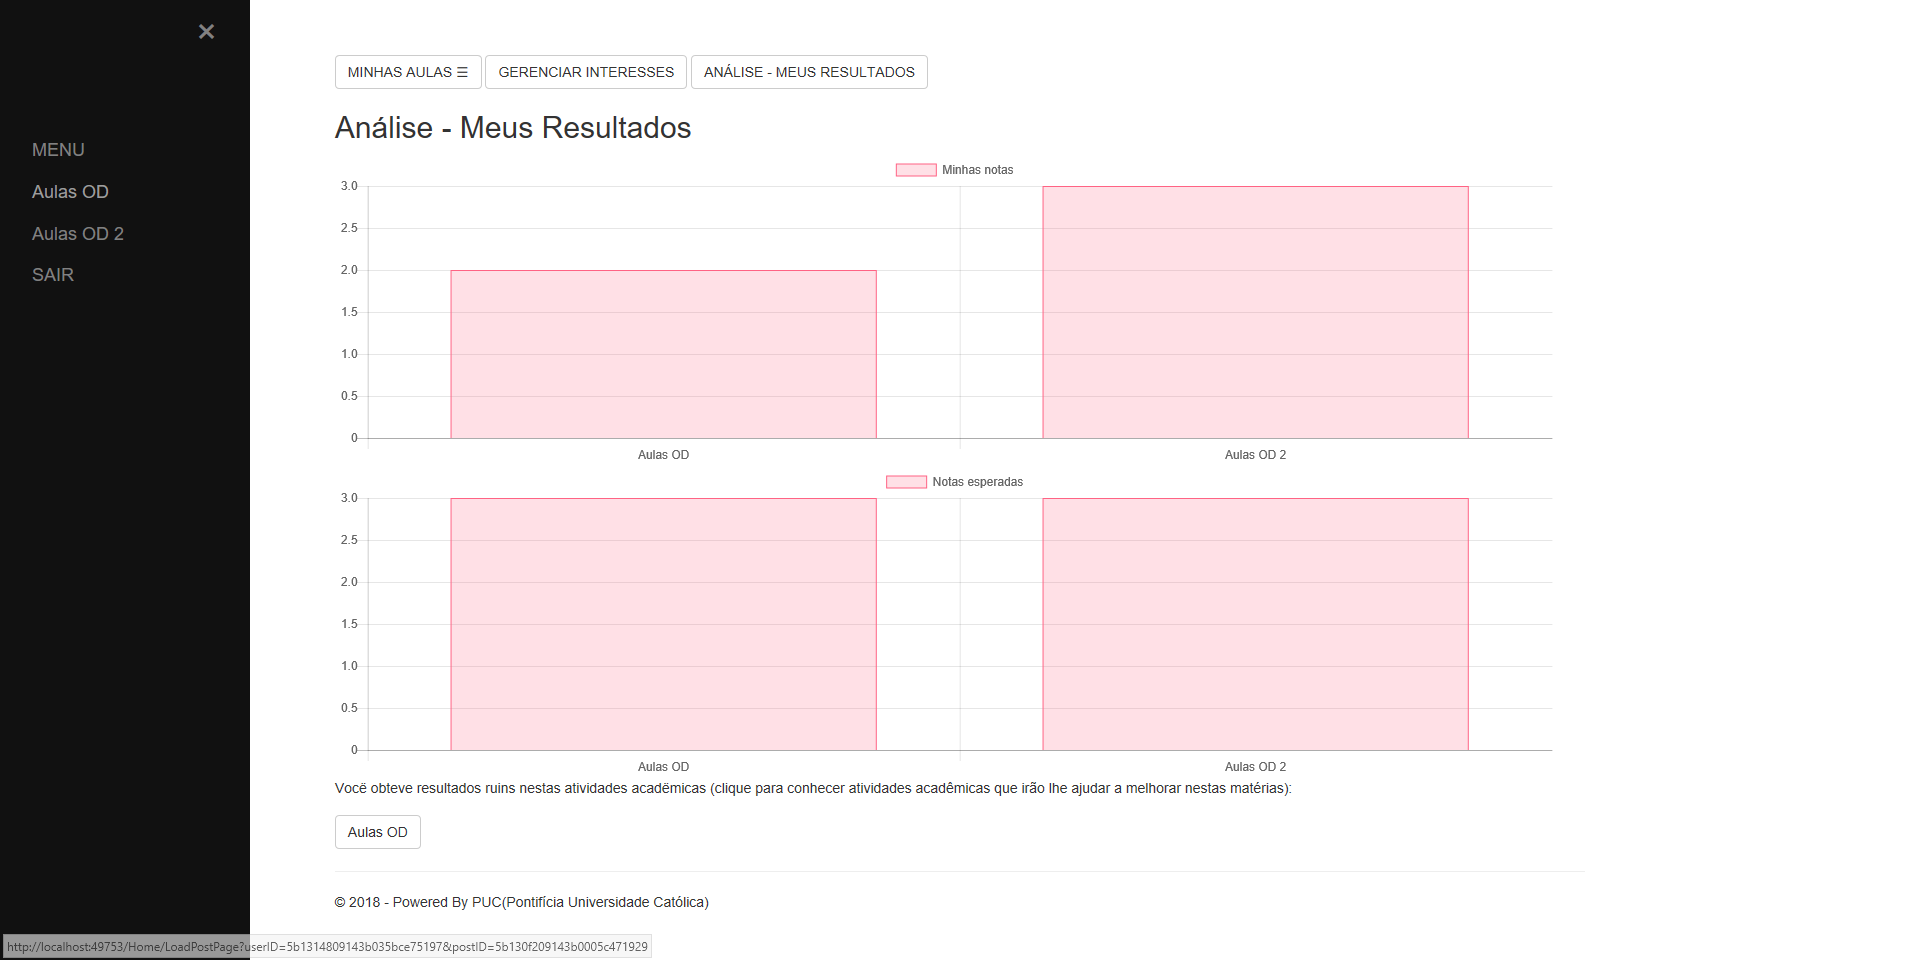 ×
MENU
Aulas OD
Aulas OD 2
SAIR
MINHAS AULAS ☰ GERENCIAR INTERESSES ANÁLISE - MEUS RESULTADOS
Análise - Meus Resultados
Minhas notas
3.0
2.5
2.0
1.5
1.0
0.5
0
Aulas OD Aulas OD 2
Notas esperadas
3.0
2.5
2.0
1.5
1.0
0.5
0
Aulas OD Aulas OD 2
Você obteve resultados ruins nestas atividades acadêmicas (clique para conhecer atividades acadêmicas que irão lhe ajudar a melhorar nestas matérias):
Aulas OD
© 2018 - Powered By PUC(Pontifícia Universidade Católica)
http://localhost:49753/Home/LoadPostPage?userID=5b1314809143b035bce75197&postID=5b130f209143b0005c471929